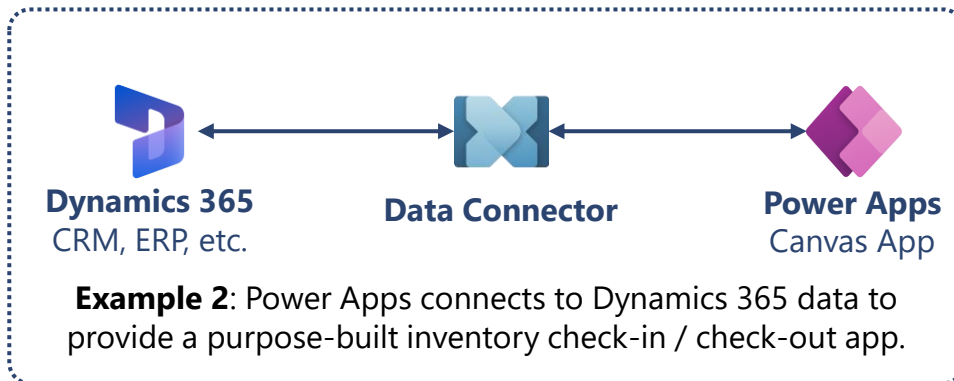 Dynamics 365
CRM, ERP, etc.
Data Connector
Power Apps
Canvas App
Example 2: Power Apps connects to Dynamics 365 data to
provide a purpose-built inventory check-in / check-out app.